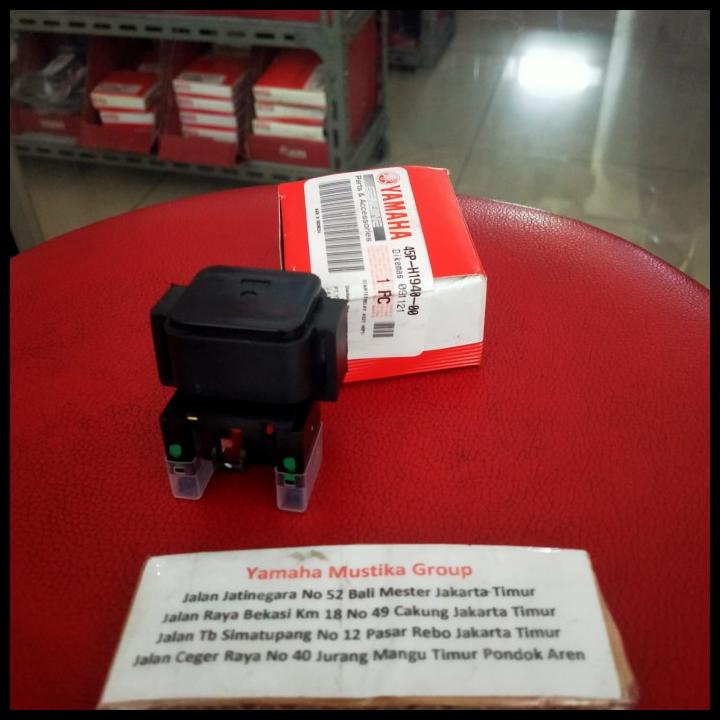 YAMAHA
Parts & Accessories
45P-H1940-00
Dikemas 091121
1 PC
Yamaha Mustika Group
Jalan Jatinegara No 52 Bali Mester Jakarta Timur
Jalan Raya Bekasi Km 18 No 49 Cakung Jakarta Timur
Jalan Tb Simatupang No 12 Pasar Rebo Jakarta Timur
Jalan Ceger Raya No 40 Jurang Mangu Timur Pondok Aren